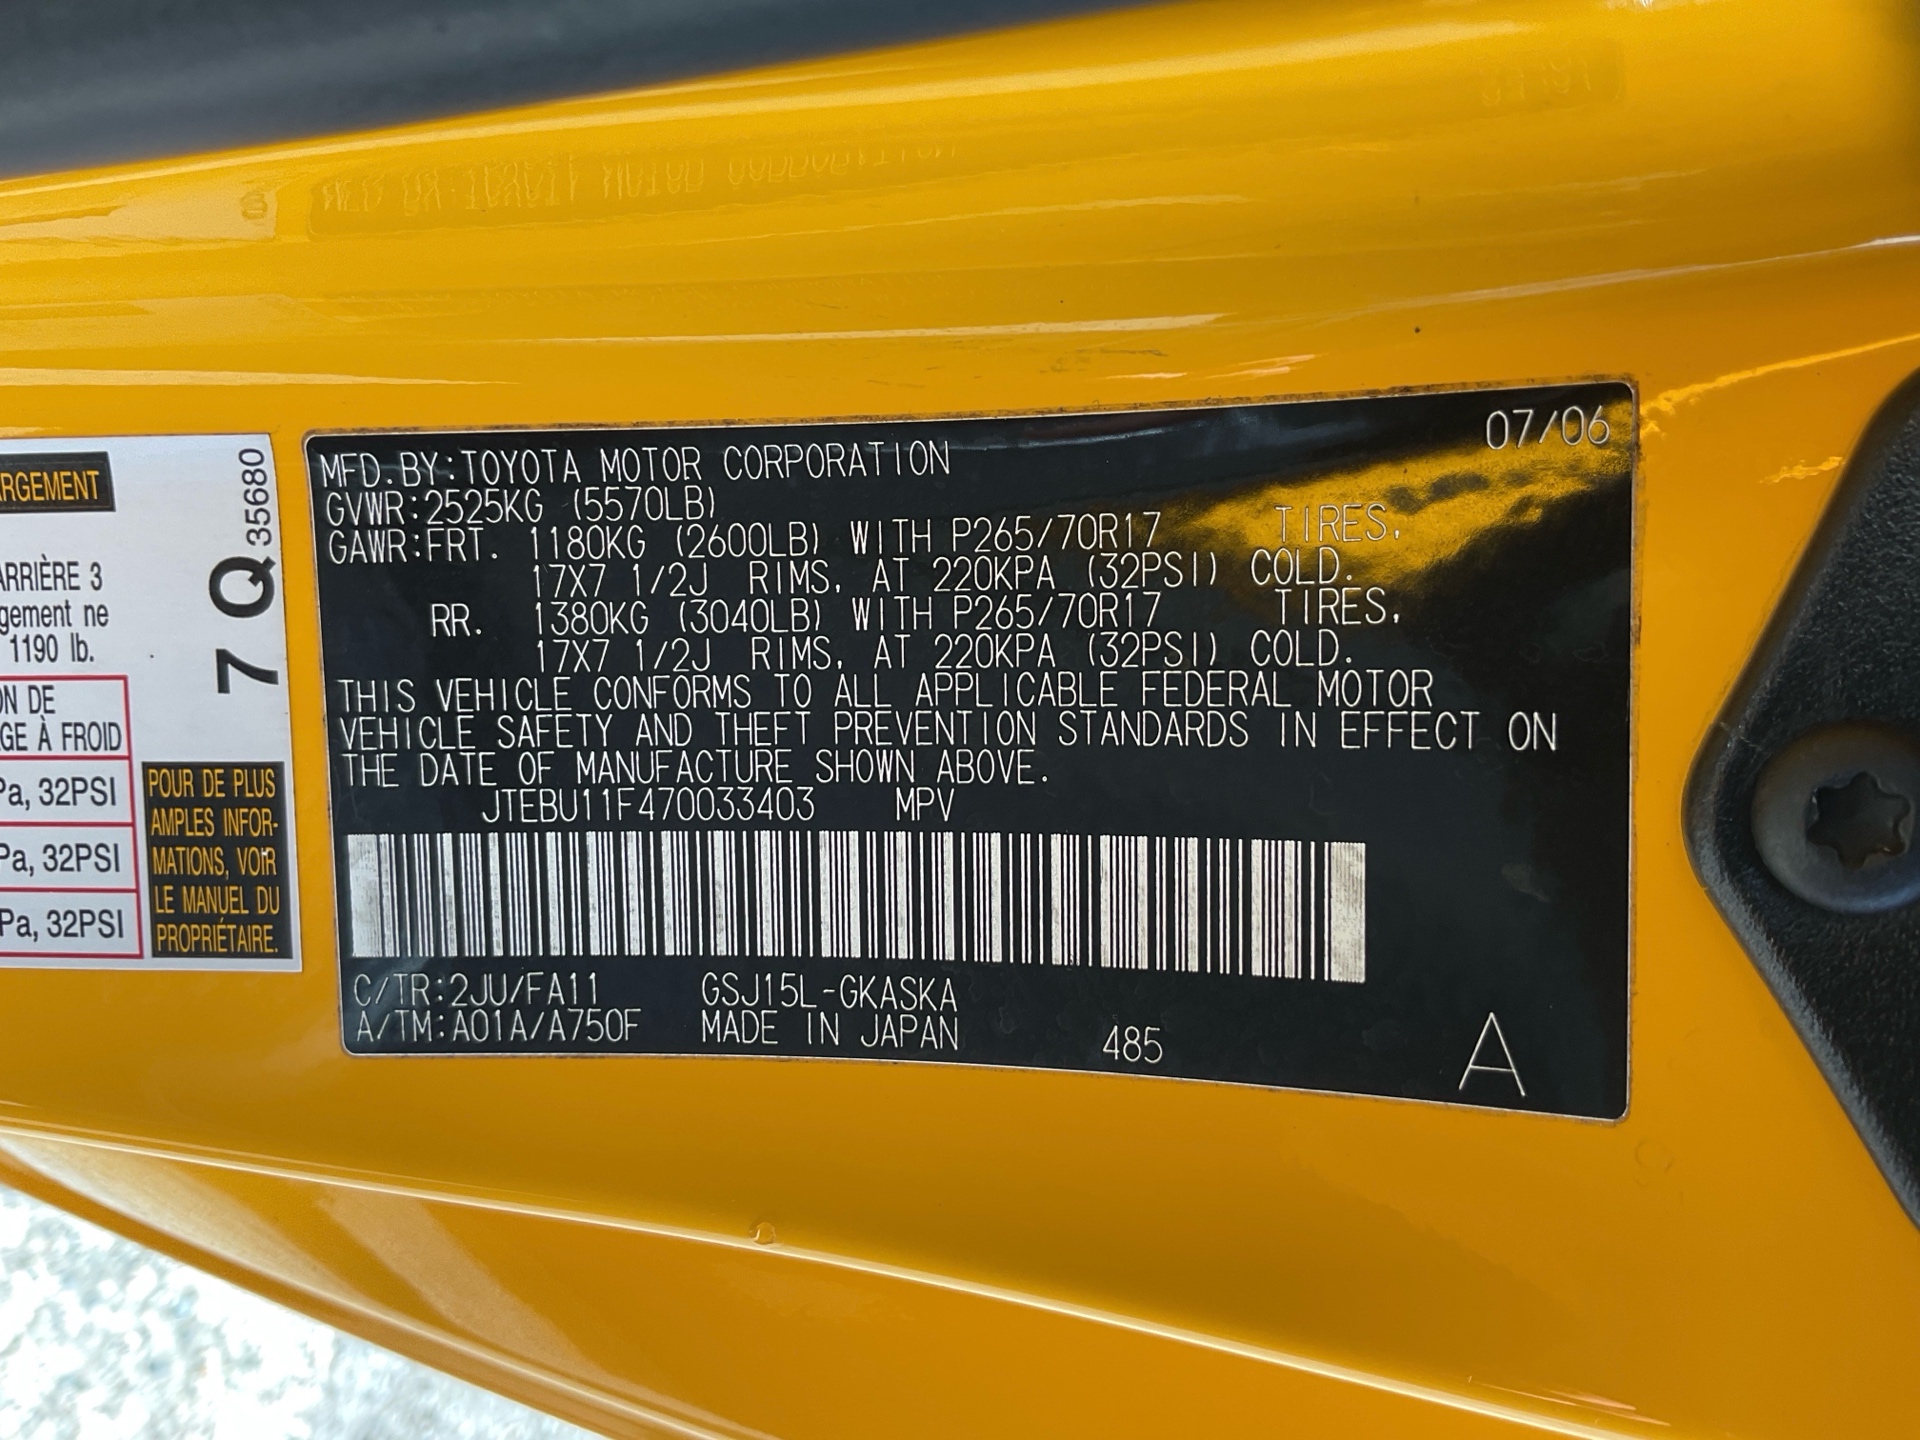 RGEMENT
ARRIÈRE 3
gement ne
1190 lb.
ON DE
GE À FROID
Pa, 32PSI
Pa, 32PSI
Pa, 32PSI
7 Q 35680
POUR DE PLUS
AMPLES INFOR-
MATIONS, VOIR
LE MANUEL DU
PROPRIÉTAIRE.
07/06
MFD.BY:TOYOTA MOTOR CORPORATION
GVWR:2525KG (5570LB)
GAWR:FRT. 1180KG (2600LB) WITH P265/70R17 TIRES,
17X7 1/2J RIMS, AT 220KPA (32PSI) COLD.
RR. 1380KG (3040LB) WITH P265/70R17 TIRES,
17X7 1/2J RIMS, AT 220KPA (32PSI) COLD.
THIS VEHICLE CONFORMS TO ALL APPLICABLE FEDERAL MOTOR
VEHICLE SAFETY AND THEFT PREVENTION STANDARDS IN EFFECT ON
THE DATE OF MANUFACTURE SHOWN ABOVE.
JTEBU11F470033403 MPV
C/TR:2JU/FA11 GSJ15L-GKASKA
A/TM:A01A/A750F MADE IN JAPAN 485 A